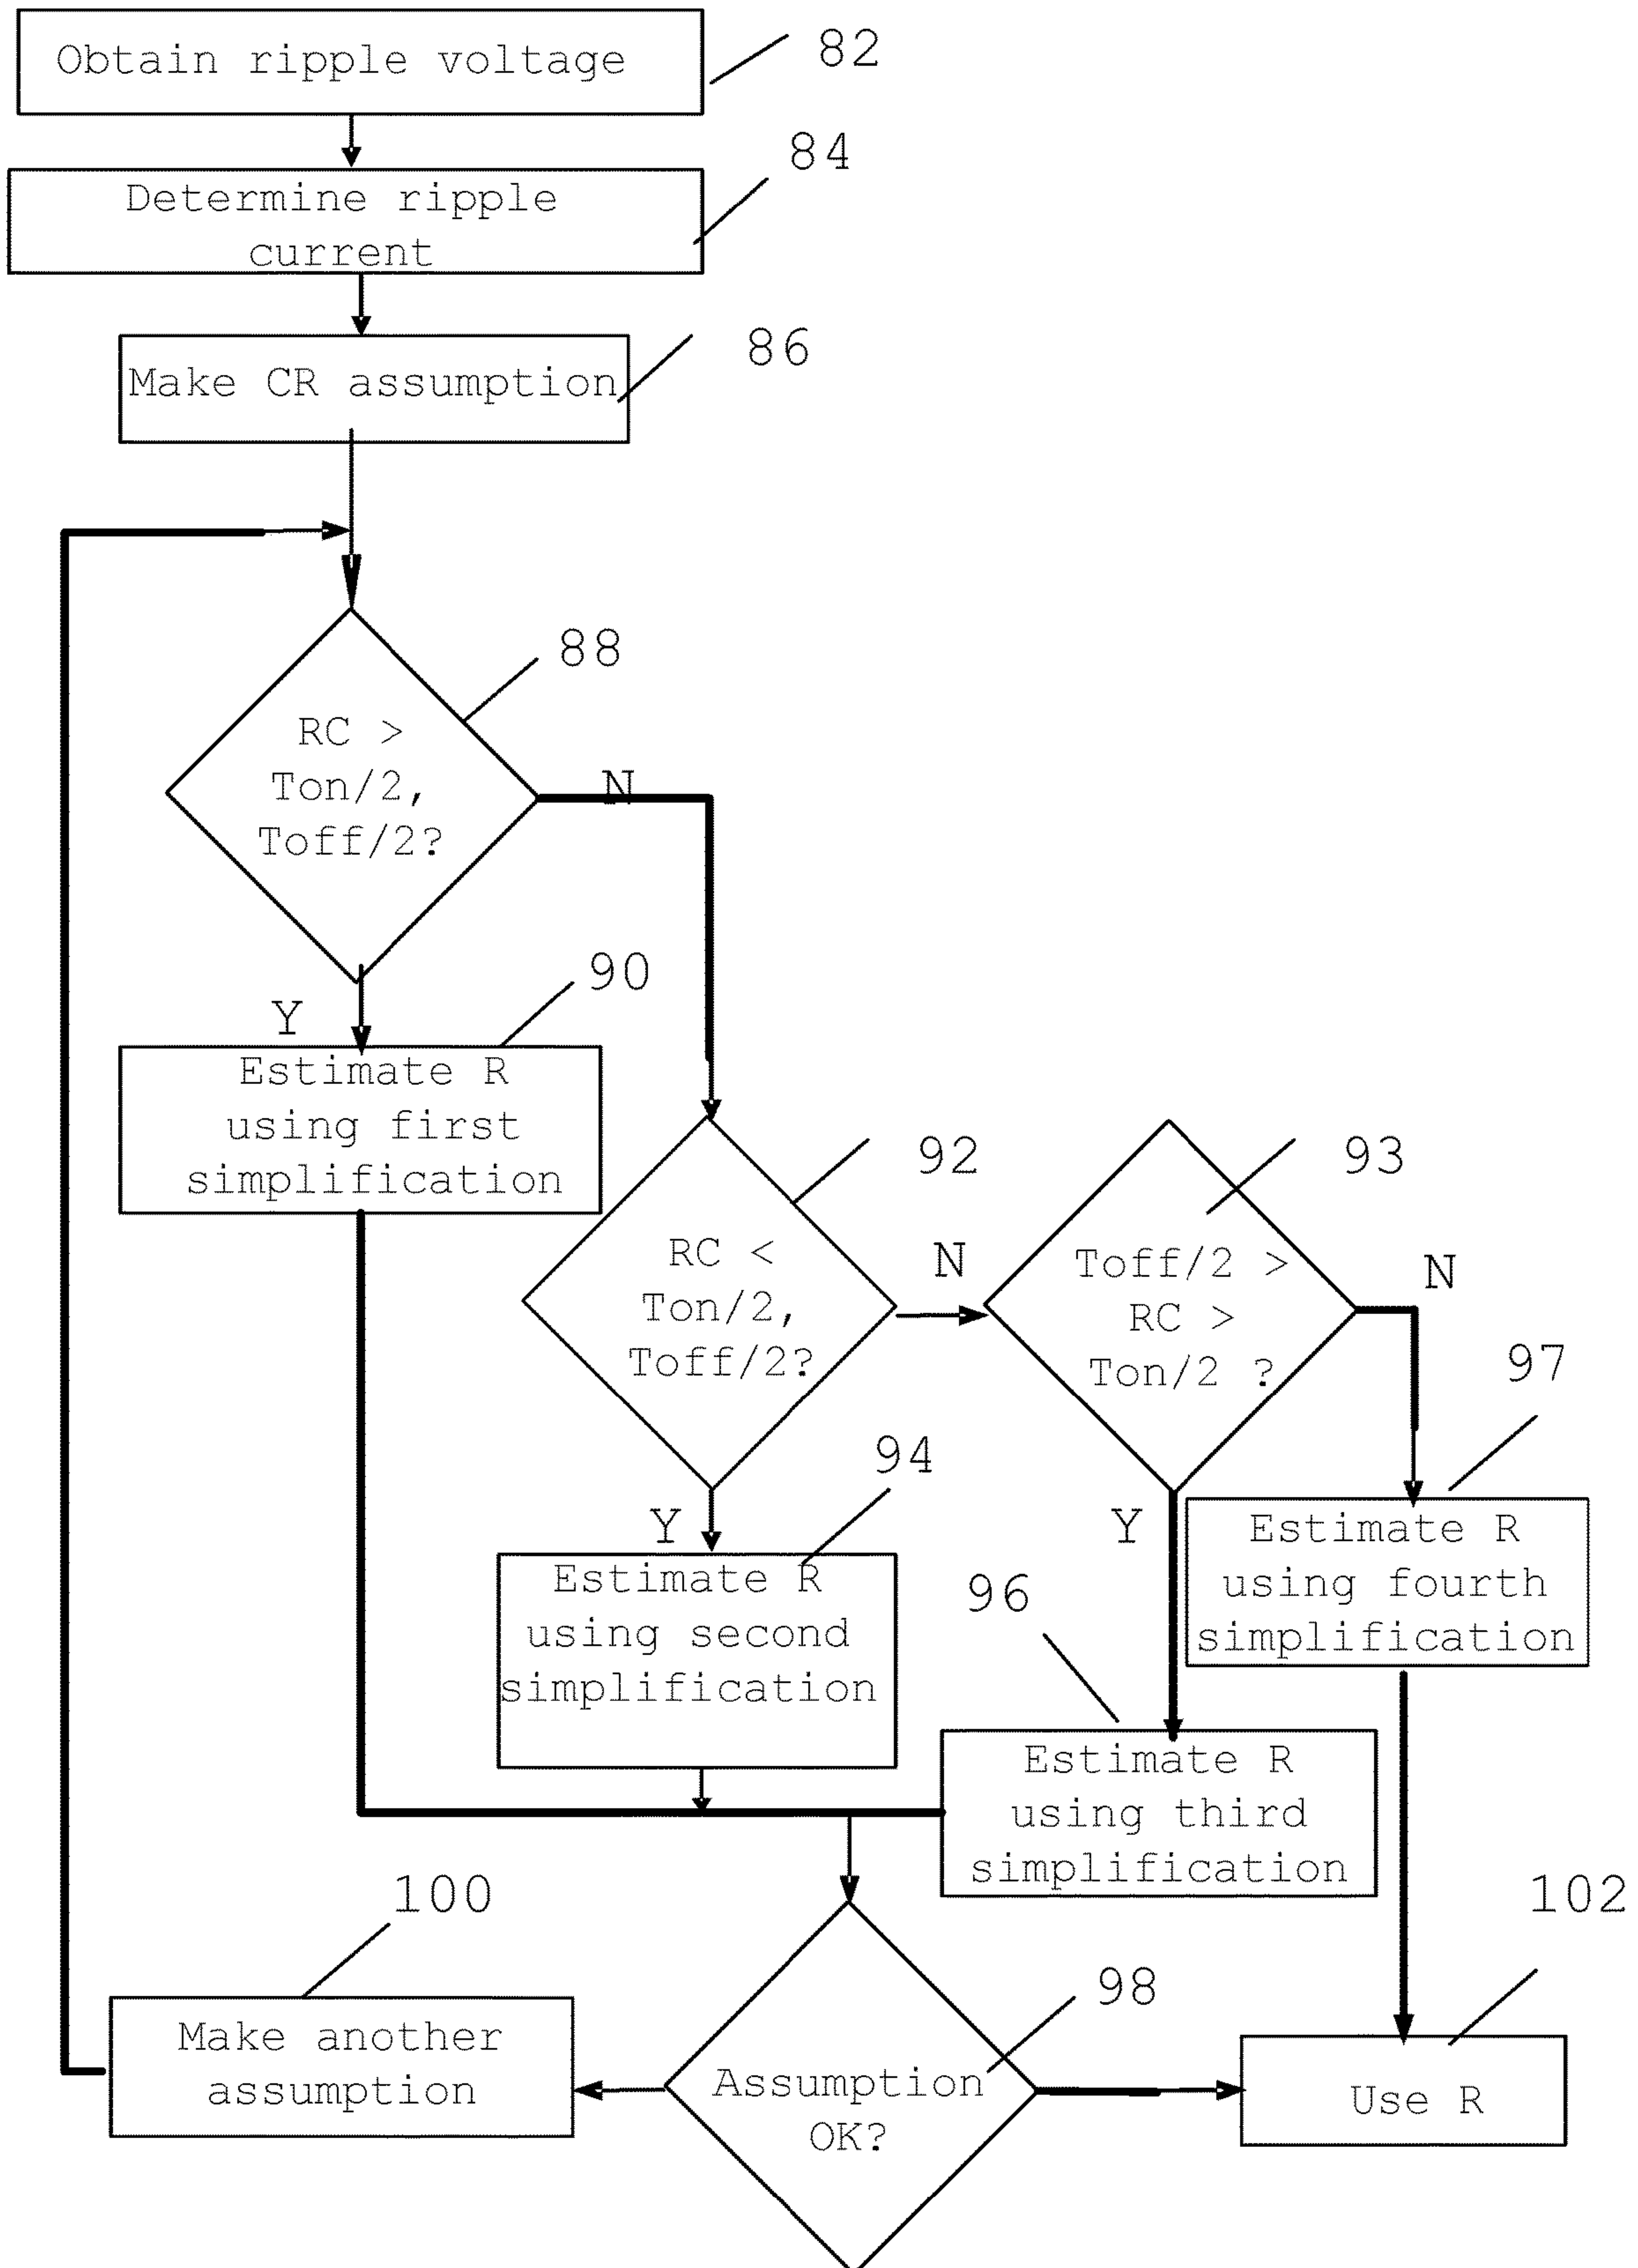 Obtain ripple voltage
82
84
Determine ripple
current
86
Make CR assumption
88
RC >
Ton/2,
Toff/2?
N
Y
90
Estimate R
using first
simplification
92
RC <
Ton/2,
Toff/2?
N
93
Toff/2 >
RC >
Ton/2 ?
N
97
94
Y
Estimate R
using second
simplification
Y
Estimate R
using fourth
simplification
96
Estimate R
using third
simplification
100
Make another
assumption
98
Assumption
OK?
102
Use R